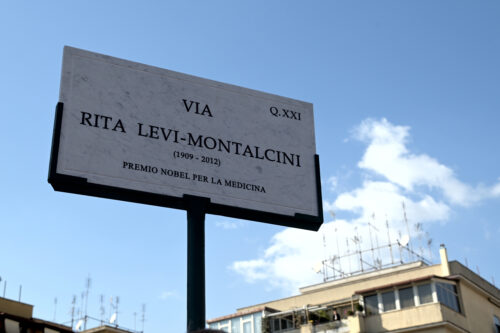 VIA Q.XXI
RITA LEVI-MONTALCINI
(1909 - 2012)
PREMIO NOBEL PER LA MEDICINA